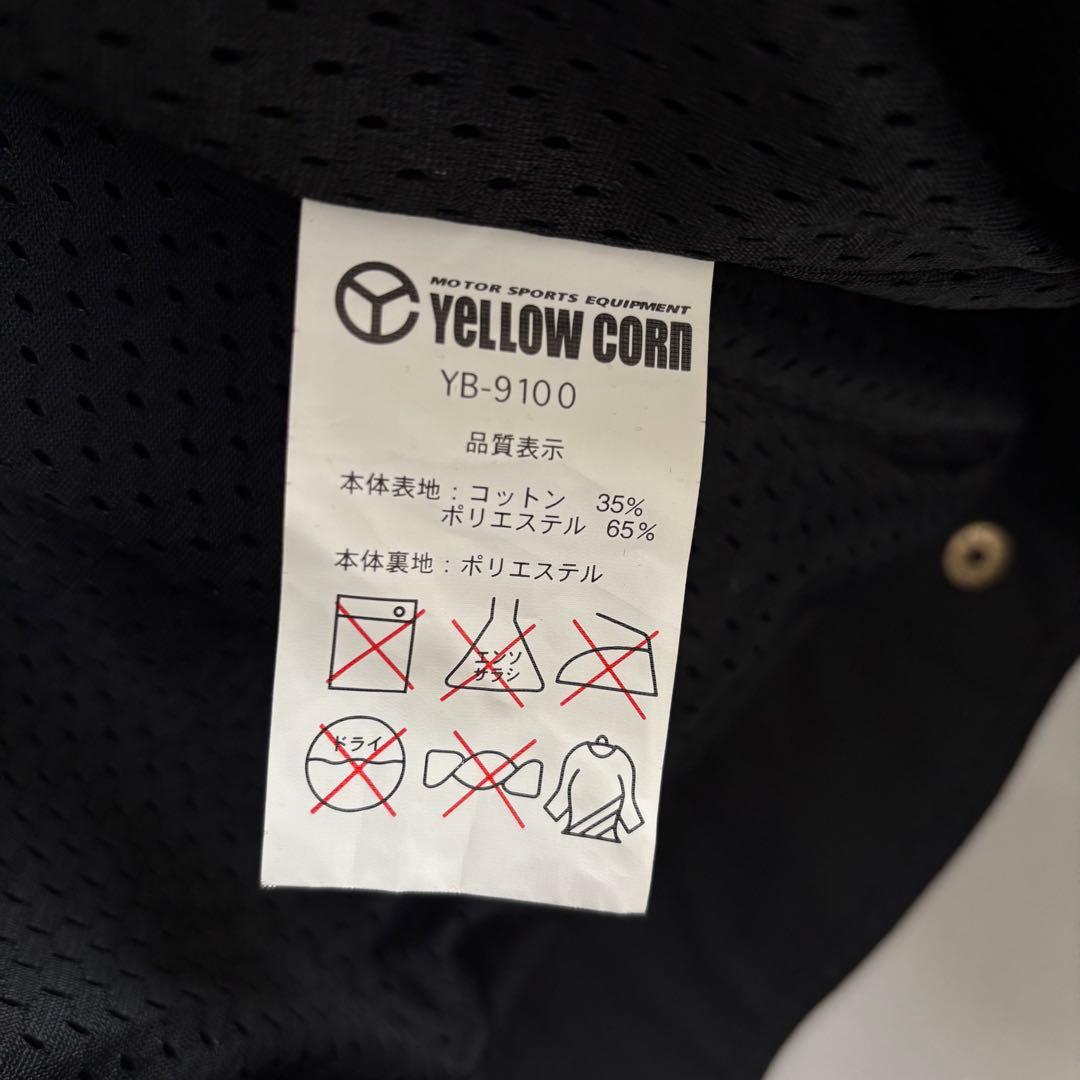 MOTOR SPORTS EQUIPMENT
YELLOW CORN
YB-9100
品質表示
本体表地：コットン 35%
ポリエステル 65%
本体裏地：ポリエステル
エンソ
サラシ
ドライ